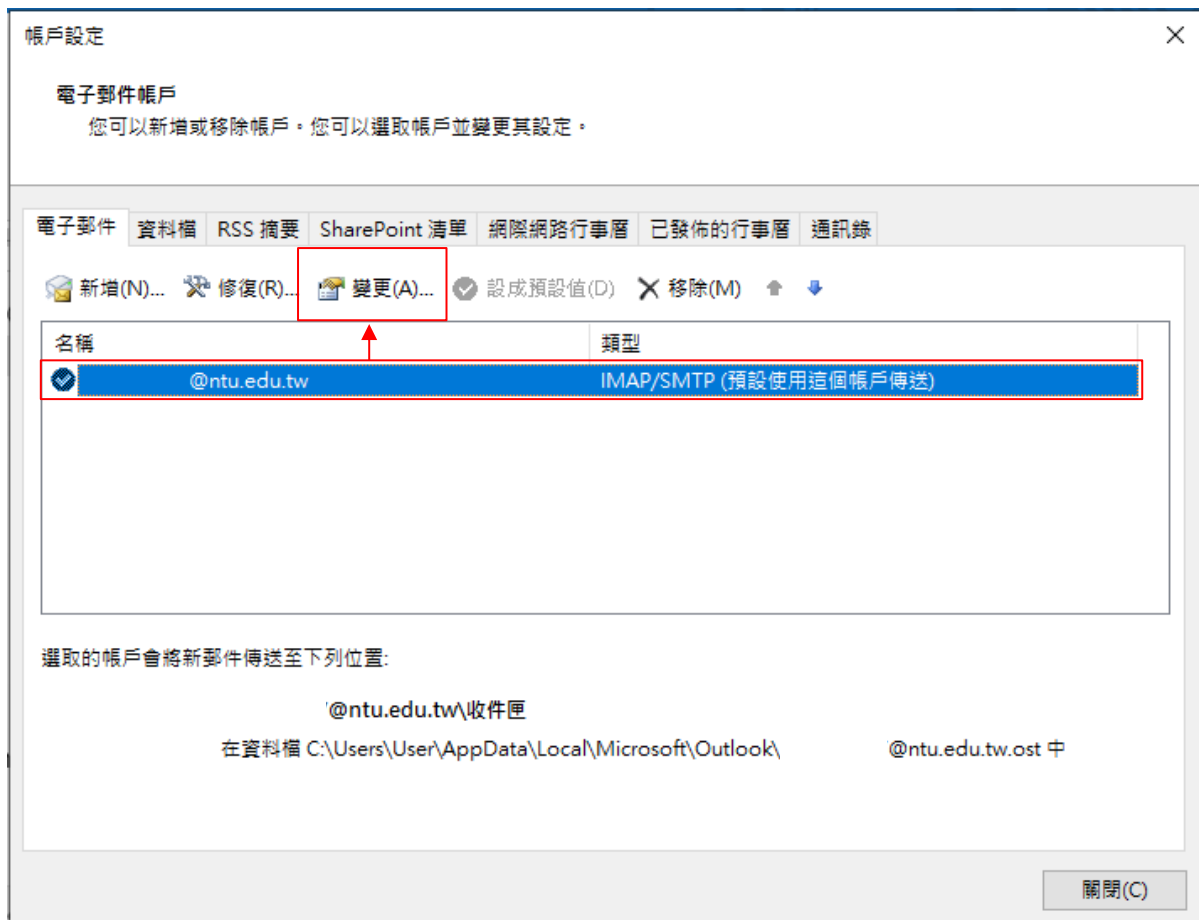 帳戶設定
電子郵件帳戶
您可以新增或移除帳戶。您可以選取帳戶並變更其設定。
電子郵件 資料檔 RSS 摘要 SharePoint 清單 網際網路行事曆 已發佈的行事曆 通訊錄
新增(N)... 修復(R)... 變更(A)... 設成預設值(D) 移除(M)
名稱 類型
@ntu.edu.tw IMAP/SMTP (預設使用這個帳戶傳送)
選取的帳戶會將新郵件傳送至下列位置:
@ntu.edu.tw\收件匣
在資料檔 C:\Users\User\AppData\Local\Microsoft\Outlook\ @ntu.edu.tw.ost 中
關閉(C)